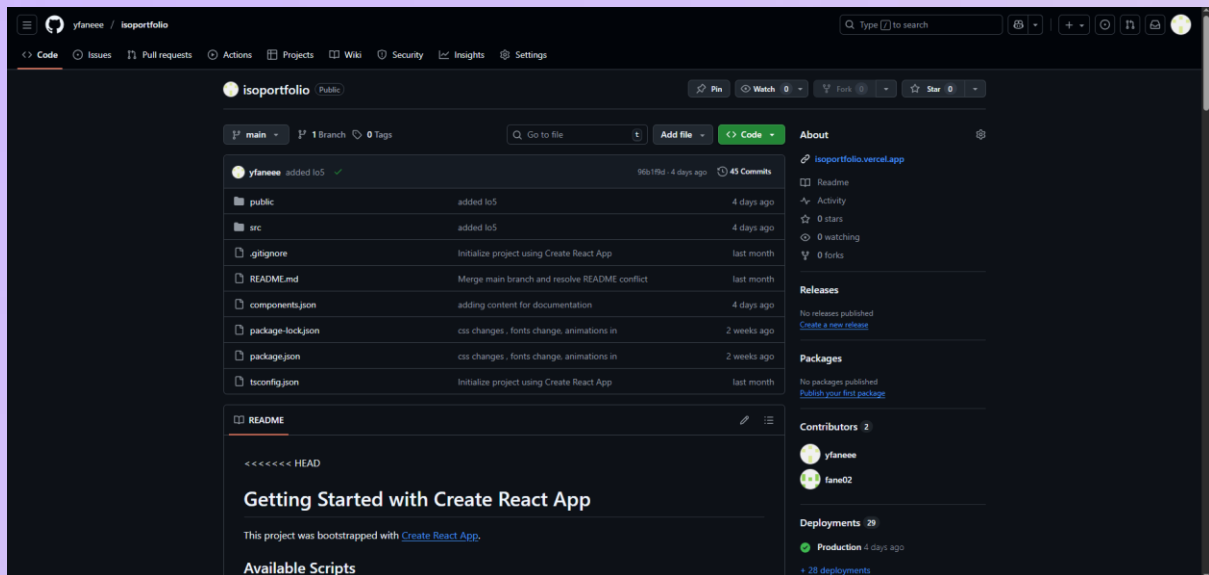 yfaneee / isoportfolio
Type / to search
Code Issues Pull requests Actions Projects Wiki Security Insights Settings
isoportfolio Public
Pin Watch 0 Fork 0 Star 0
main 1 Branch 0 Tags
Go to file t Add file Code
yfaneee added lo5 96b1f9d · 4 days ago 45 Commits
public added lo5 4 days ago
src added lo5 4 days ago
.gitignore Initialize project using Create React App last month
README.md Merge main branch and resolve README conflict last month
components.json adding content for documentation 4 days ago
package-lock.json css changes , fonts change, animations in 2 weeks ago
package.json css changes , fonts change, animations in 2 weeks ago
tsconfig.json Initialize project using Create React App last month
README
<<<<<<< HEAD
Getting Started with Create React App
This project was bootstrapped with Create React App.
Available Scripts
About
isoportfolio.vercel.app
Readme
Activity
0 stars
0 watching
0 forks
Releases
No releases published
Create a new release
Packages
No packages published
Publish your first package
Contributors 2
yfaneee
fane02
Deployments 29
Production 4 days ago
+ 28 deployments